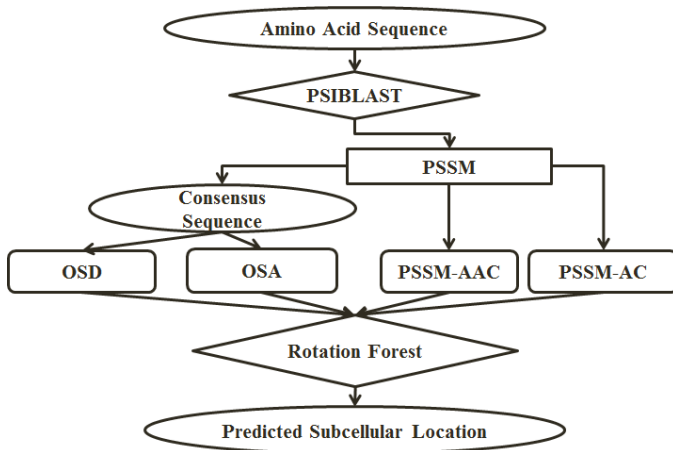 Amino Acid Sequence
PSIBLAST
PSSM
Consensus
Sequence
OSD
OSA
PSSM-AAC
PSSM-AC
Rotation Forest
Predicted Subcellular Location